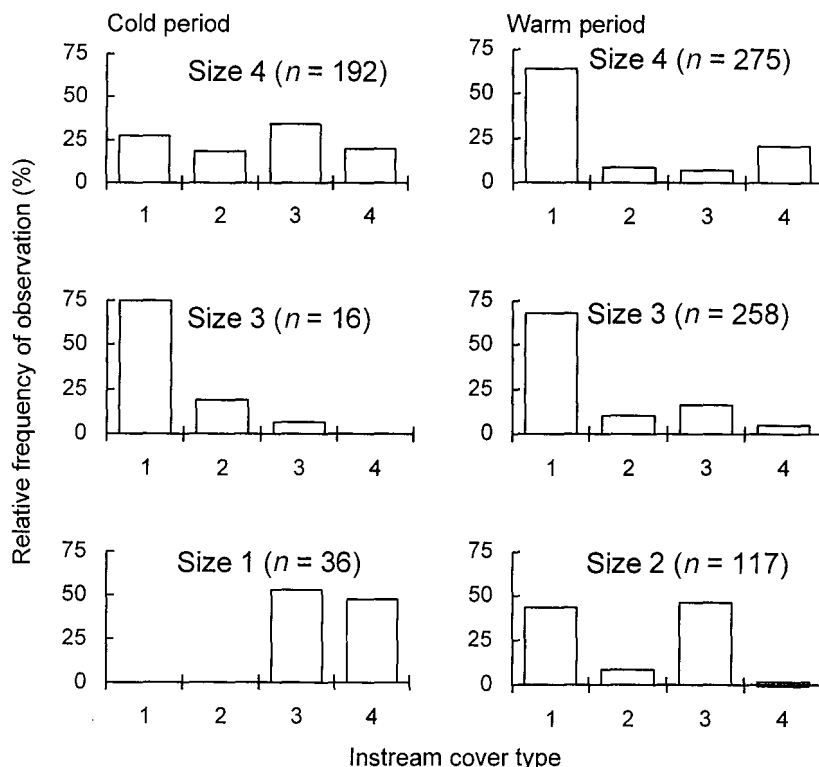 Cold period
Warm period
Relative frequency of observation (%)
Size 4 (n = 192)
75
50
25
0
1 2 3 4
Size 4 (n = 275)
75
50
25
0
1 2 3 4
Size 3 (n = 16)
75
50
25
0
1 2 3 4
Size 3 (n = 258)
75
50
25
0
1 2 3 4
Size 1 (n = 36)
75
50
25
0
1 2 3 4
Size 2 (n = 117)
75
50
25
0
1 2 3 4
Instream cover type